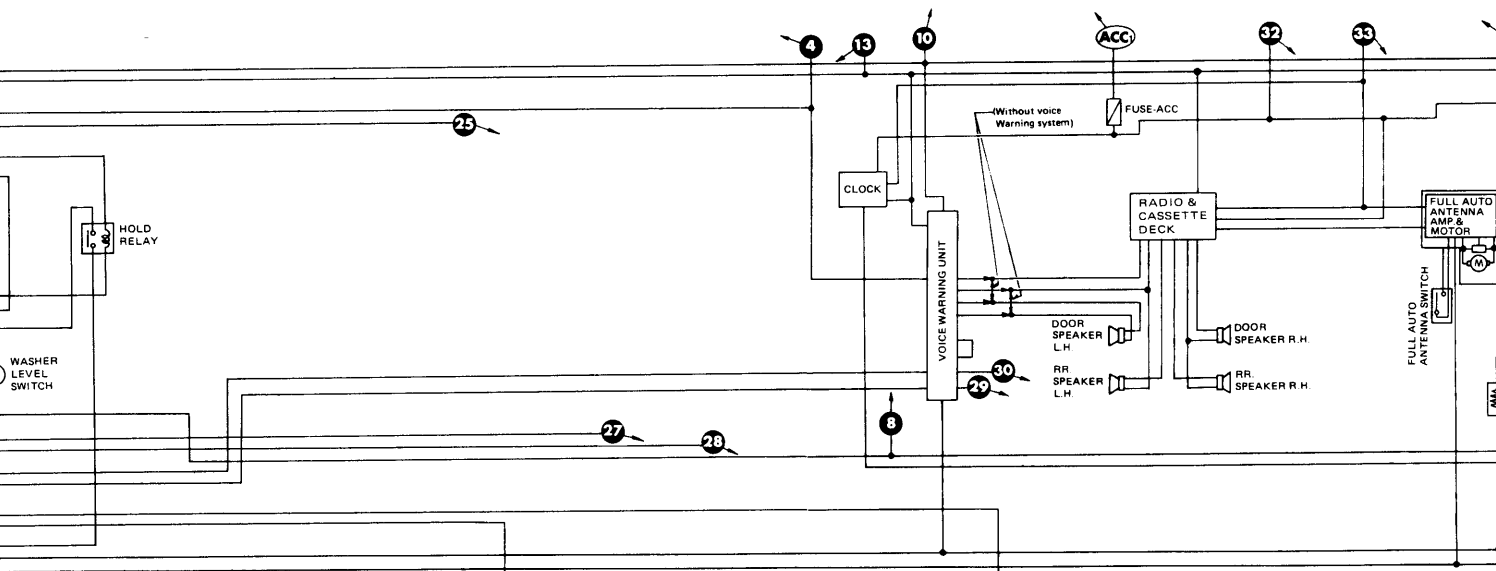 4
13
10
ACC1
32
33
25
(Without voice
Warning system)
FUSE-ACC
CLOCK
HOLD
RELAY
RADIO &
CASSETTE
DECK
FULL AUTO
ANTENNA
AMP.&
MOTOR
M
VOICE WARNING UNIT
FULL AUTO
ANTENNA SWITCH
DOOR
SPEAKER
L.H.
DOOR
SPEAKER R.H.
WASHER
LEVEL
SWITCH
RR.
SPEAKER
L.H.
RR.
SPEAKER R.H.
30
29
8
27
28